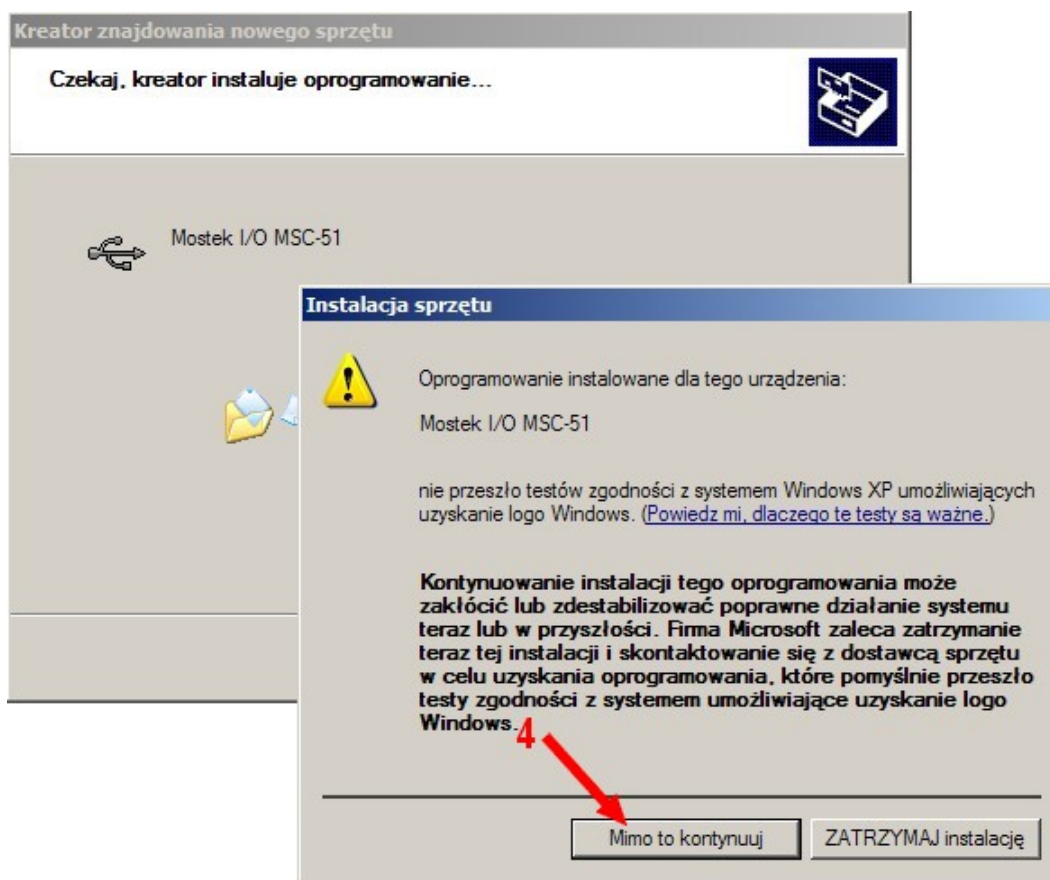 Kreator znajdowania nowego sprzętu
Czekaj, kreator instaluje oprogramowanie...
Mostek I/O MSC-51
Instalacja sprzętu
Oprogramowanie instalowane dla tego urządzenia:
Mostek I/O MSC-51
nie przeszło testów zgodności z systemem Windows XP umożliwiających
uzyskanie logo Windows. (Powiedz mi, dlaczego te testy są ważne.)
Kontynuowanie instalacji tego oprogramowania może
zakłócić lub zdestabilizować poprawne działanie systemu
teraz lub w przyszłości. Firma Microsoft zaleca zatrzymanie
teraz tej instalacji i skontaktowanie się z dostawcą sprzętu
w celu uzyskania oprogramowania, które pomyślnie przeszło
testy zgodności z systemem umożliwiające uzyskanie logo
Windows.
4
Mimo to kontynuuj
ZATRZYMAJ instalację